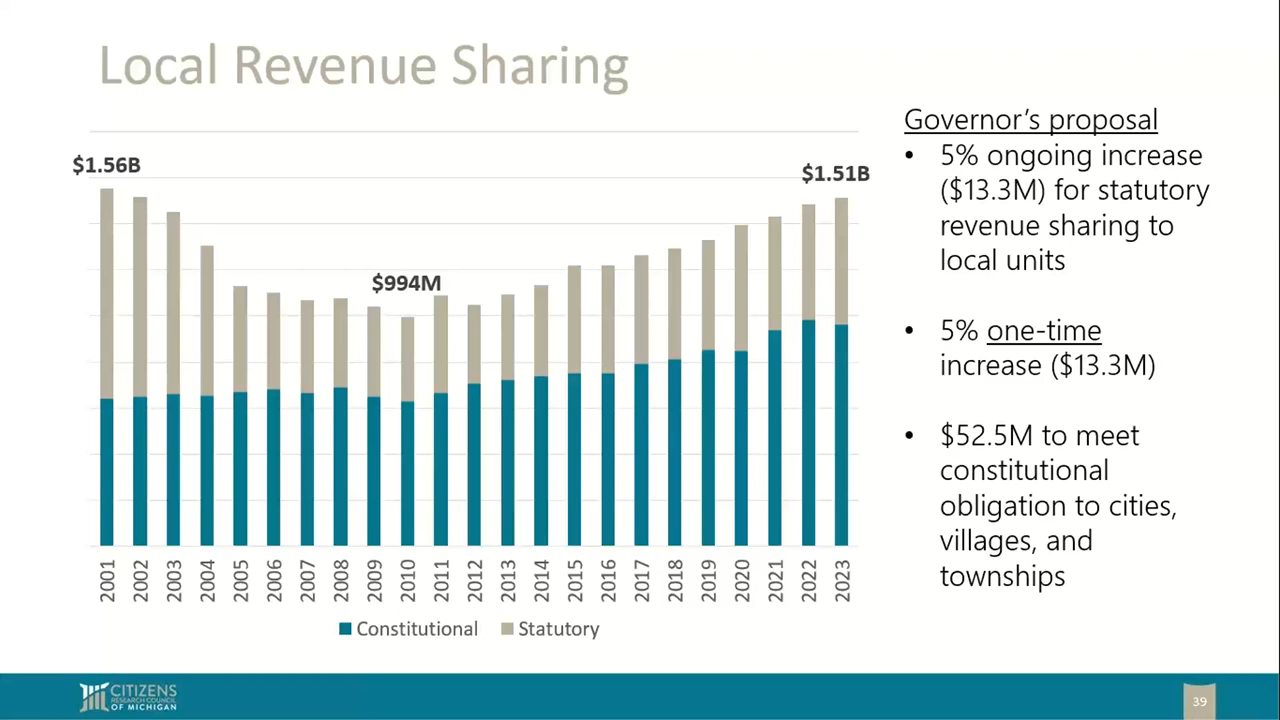 Local Revenue Sharing
$1.56B
$994M
$1.51B
2001
2002
2003
2004
2005
2006
2007
2008
2009
2010
2011
2012
2013
2014
2015
2016
2017
2018
2019
2020
2021
2022
2023
Constitutional
Statutory
Governor’s proposal
• 5% ongoing increase
($13.3M) for statutory
revenue sharing to
local units
• 5% one-time
increase ($13.3M)
• $52.5M to meet
constitutional
obligation to cities,
villages, and
townships
CITIZENS
RESEARCH COUNCIL
OF MICHIGAN
39